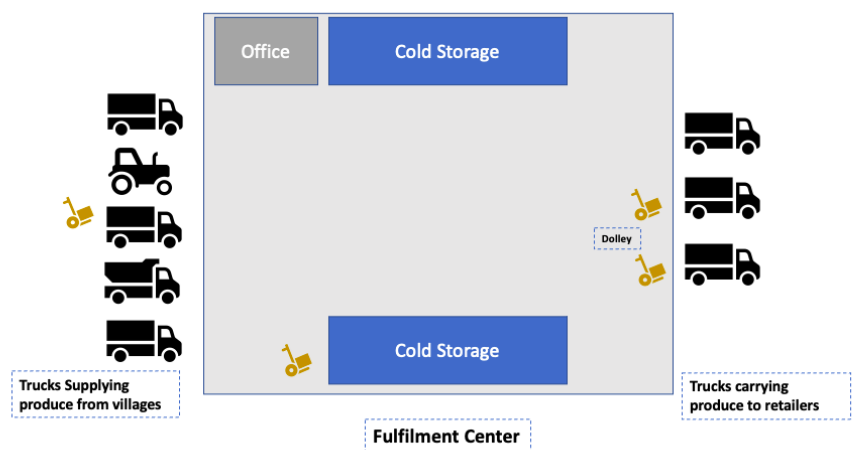 Office
Cold Storage
Dolley
Cold Storage
Trucks Supplying
produce from villages
Trucks carrying
produce to retailers
Fulfilment Center